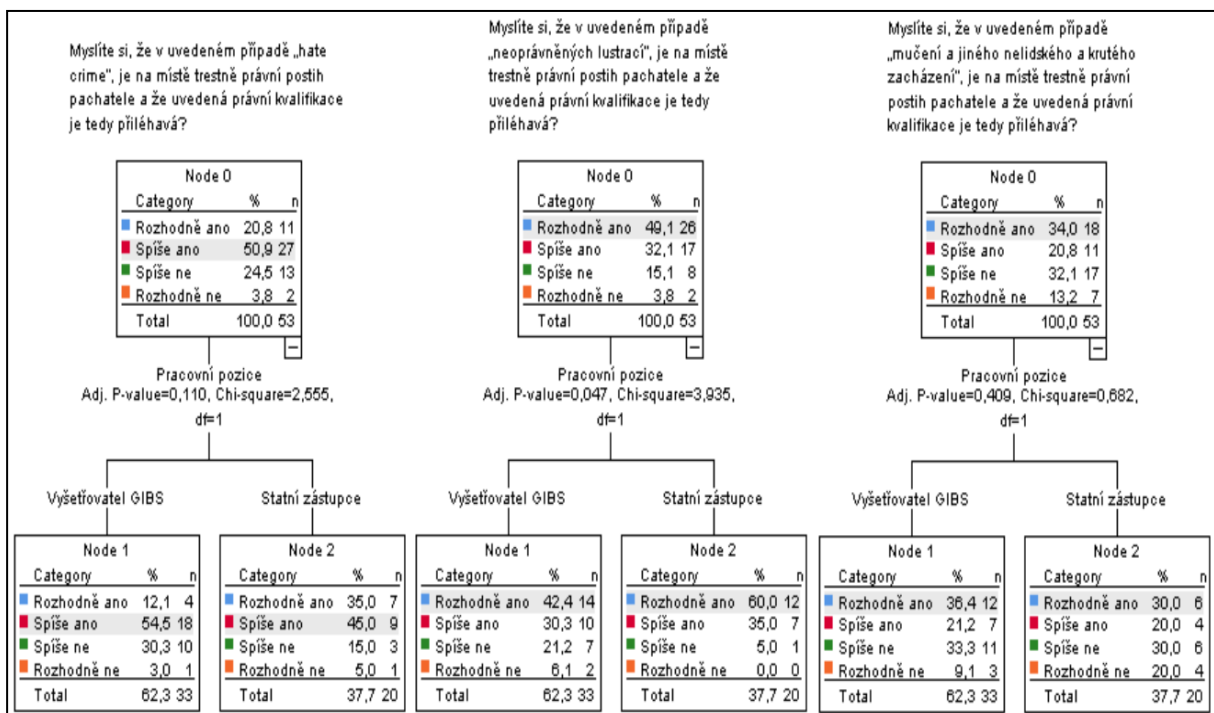 Myslíte si, že v uvedeném případě „hate
crime", je na místě trestně právní postih
pachatele a že uvedená právní kvalifikace
je tedy přiléhavá?
Node 0
Category % n
Rozhodně ano 20,8 11
Spíše ano 50,9 27
Spíše ne 24,5 13
Rozhodně ne 3,8 2
Total 100,0 53
Pracovní pozice
Adj. P-value=0,110, Chi-square=2,555,
df=1
Vyšetřovatel GIBS
Statní zástupce
Node 1
Category % n
Rozhodně ano 12,1 4
Spíše ano 54,5 18
Spíše ne 30,3 10
Rozhodně ne 3,0 1
Total 62,3 33
Node 2
Category % n
Rozhodně ano 35,0 7
Spíše ano 45,0 9
Spíše ne 15,0 3
Rozhodně ne 5,0 1
Total 37,7 20
Myslíte si, že v uvedeném případě
„neoprávněných lustrací", je na místě
trestně právní postih pachatele a že
uvedená právní kvalifikace je tedy
přiléhavá?
Node 0
Category % n
Rozhodně ano 49,1 26
Spíše ano 32,1 17
Spíše ne 15,1 8
Rozhodně ne 3,8 2
Total 100,0 53
Pracovní pozice
Adj. P-value=0,047, Chi-square=3,935,
df=1
Vyšetřovatel GIBS
Statní zástupce
Node 1
Category % n
Rozhodně ano 42,4 14
Spíše ano 30,3 10
Spíše ne 21,2 7
Rozhodně ne 6,1 2
Total 62,3 33
Node 2
Category % n
Rozhodně ano 60,0 12
Spíše ano 35,0 7
Spíše ne 5,0 1
Rozhodně ne 0,0 0
Total 37,7 20
Myslíte si, že v uvedeném případě
„mučení a jiného nelidského a krutého
zacházení", je na místě trestně právní
postih pachatele a že uvedená právní
kvalifikace je tedy přiléhavá?
Node 0
Category % n
Rozhodně ano 34,0 18
Spíše ano 20,8 11
Spíše ne 32,1 17
Rozhodně ne 13,2 7
Total 100,0 53
Pracovní pozice
Adj. P-value=0,409, Chi-square=0,682,
df=1
Vyšetřovatel GIBS
Statní zástupce
Node 1
Category % n
Rozhodně ano 36,4 12
Spíše ano 21,2 7
Spíše ne 33,3 11
Rozhodně ne 9,1 3
Total 62,3 33
Node 2
Category % n
Rozhodně ano 30,0 6
Spíše ano 20,0 4
Spíše ne 30,0 6
Rozhodně ne 20,0 4
Total 37,7 20